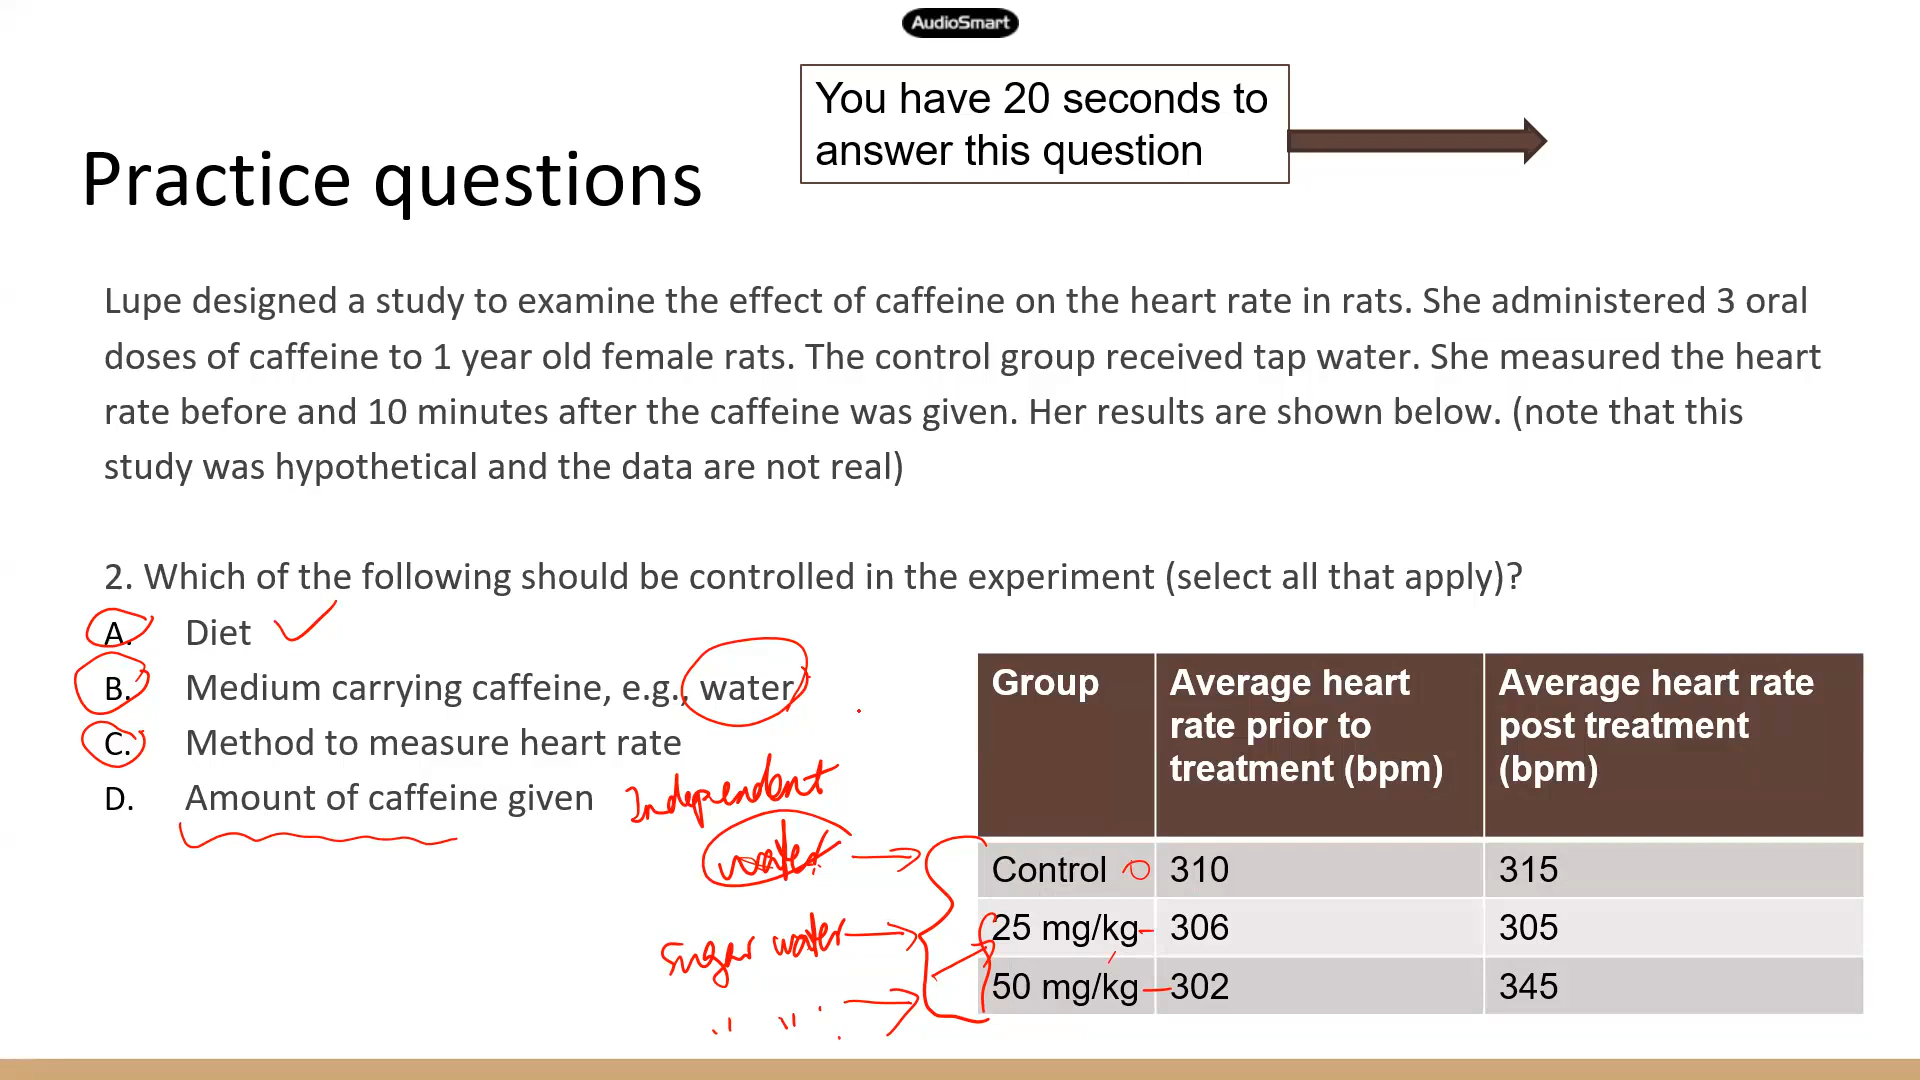 AudioSmart
You have 20 seconds to
answer this question
Practice questions
Lupe designed a study to examine the effect of caffeine on the heart rate in rats. She administered 3 oral
doses of caffeine to 1 year old female rats. The control group received tap water. She measured the heart
rate before and 10 minutes after the caffeine was given. Her results are shown below. (note that this
study was hypothetical and the data are not real)
2. Which of the following should be controlled in the experiment (select all that apply)?
A. Diet
B. Medium carrying caffeine, e.g., water
C. Method to measure heart rate
D. Amount of caffeine given
Independent
water
sugar water
" "
Group Average heart rate prior to treatment (bpm) Average heart rate post treatment (bpm)
Control 0 310 315
25 mg/kg 306 305
50 mg/kg 302 345